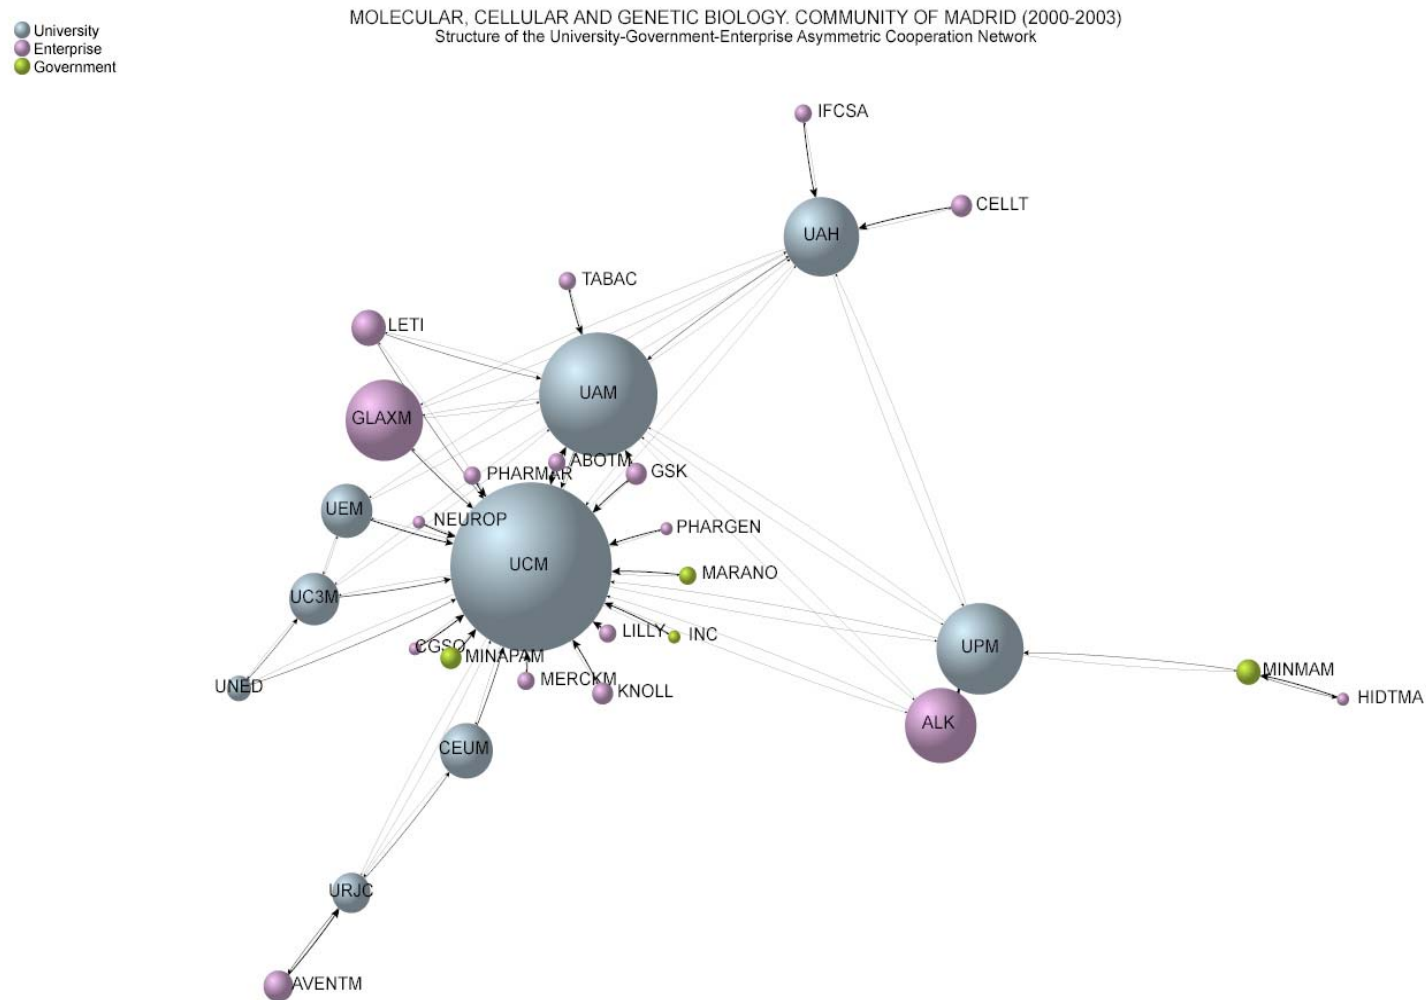 MOLECULAR, CELLULAR AND GENETIC BIOLOGY. COMMUNITY OF MADRID (2000-2003)
Structure of the University-Government-Enterprise Asymmetric Cooperation Network
University
Enterprise
Government
IFCSA
CELLT
UAH
TABAC
LETI
UAM
GLAXM
ABOTM
PHARMAR
GSK
UEM
NEUROP
PHARGEN
UCM
MARANO
UC3M
LILLY
INC
CGSO
MINAPAM
UPM
MINMAM
MERCKM
UNED
KNOLL
HIDTMA
ALK
CEUM
URJC
AVENTM